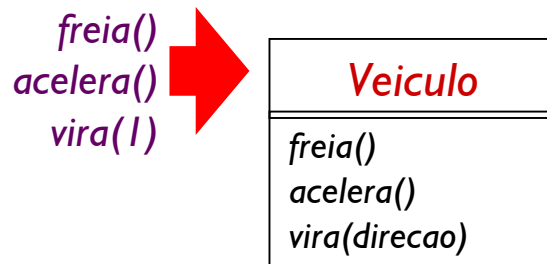 freia()
acelera()
vira(1)
Veiculo
freia()
acelera()
vira(direcao)